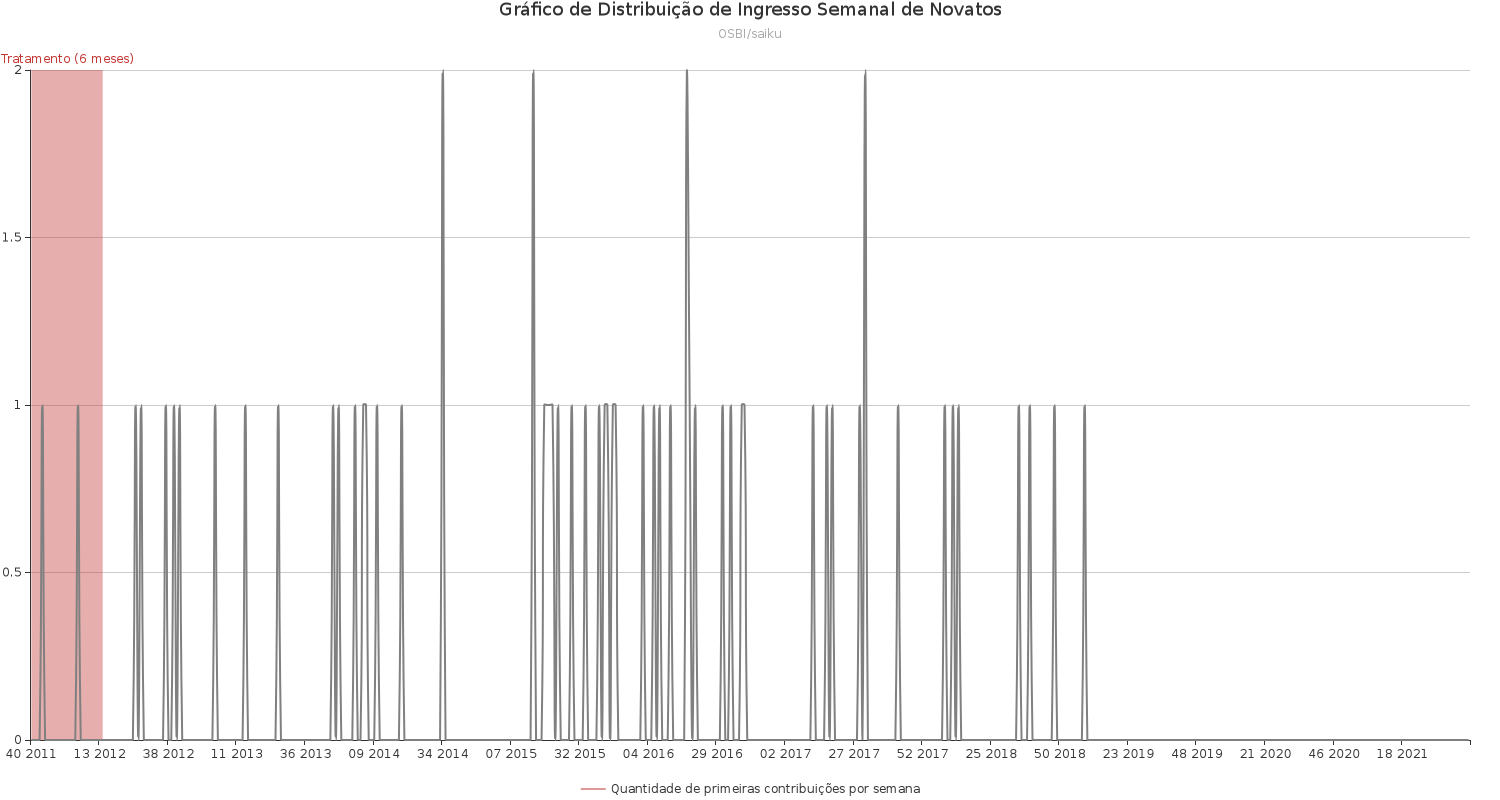 Gráfico de Distribuição de Ingresso Semanal de Novatos
OSBI/saiku
Tratamento (6 meses)
2
1.5
1
0.5
0
40 2011 13 2012 38 2012 11 2013 36 2013 09 2014 34 2014 07 2015 32 2015 04 2016 29 2016 02 2017 27 2017 52 2017 25 2018 50 2018 23 2019 48 2019 21 2020 46 2020 18 2021
Quantidade de primeiras contribuições por semana